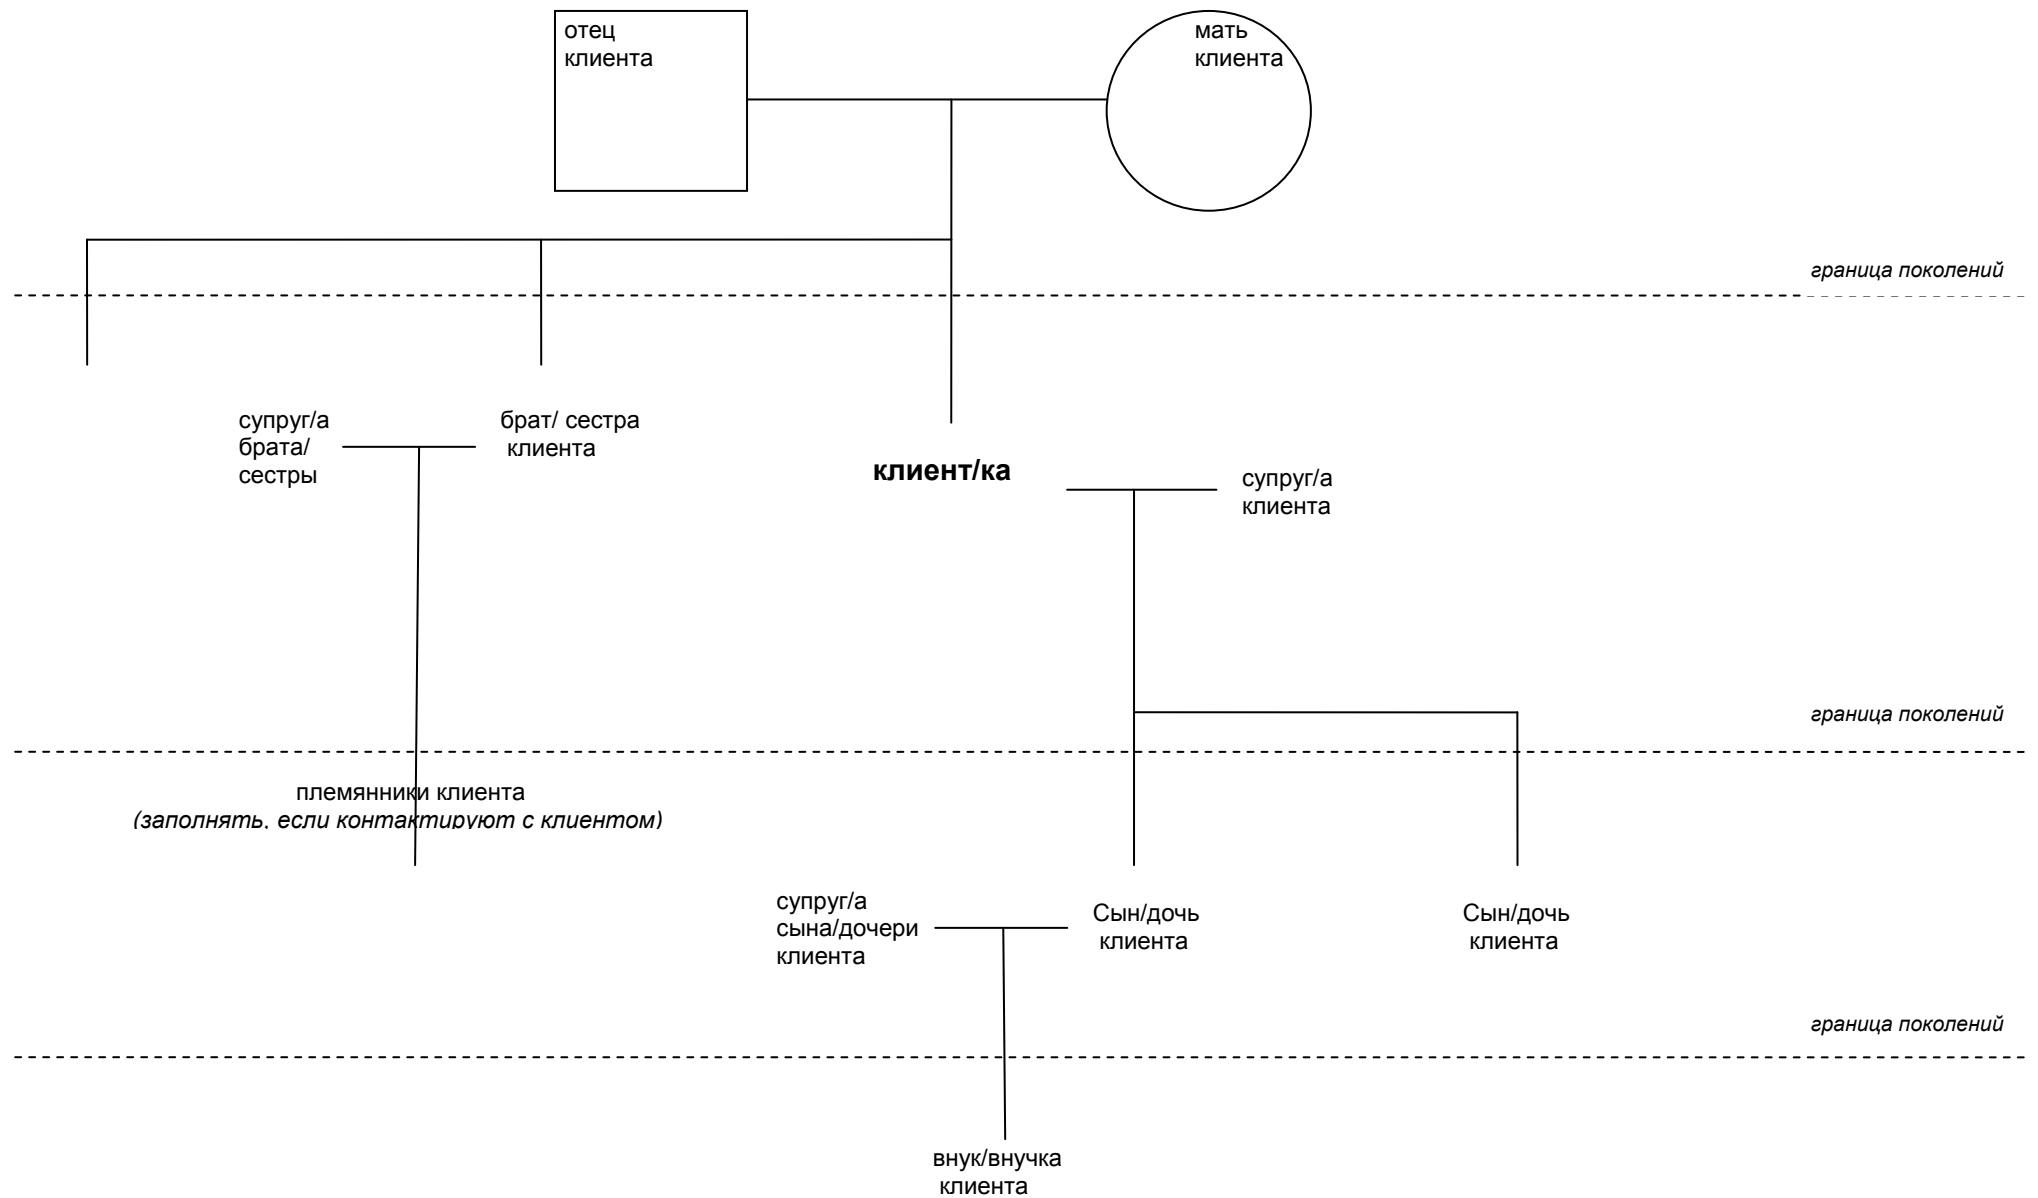 отец
клиента
мать
клиента
граница поколений
супруг/а
брата/
сестры
брат/ сестра
клиента
клиент/ка
супруг/а
клиента
граница поколений
племянники клиента
(заполнять, если контактируют с клиентом)
супруг/а
сына/дочери
клиента
Сын/дочь
клиента
Сын/дочь
клиента
граница поколений
внук/внучка
клиента